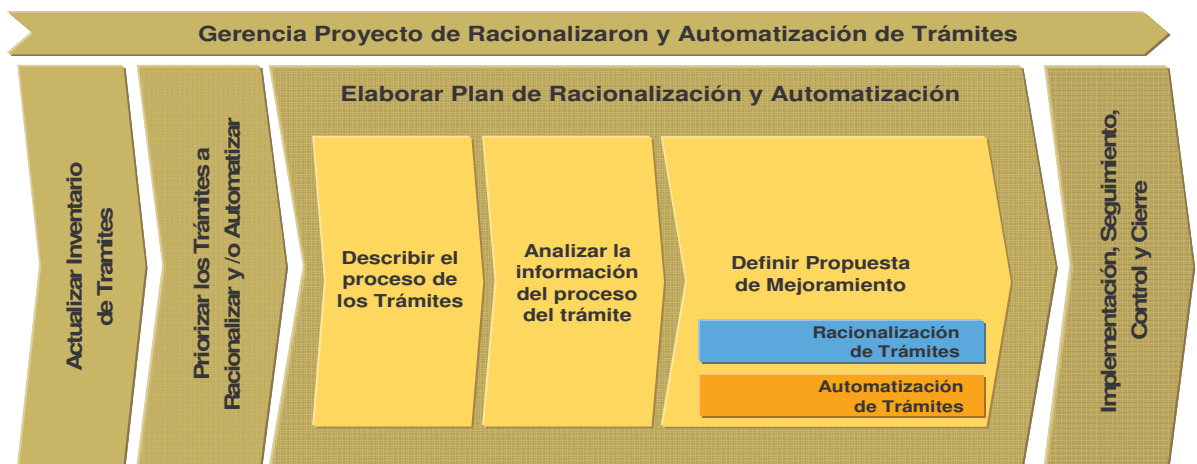 Gerencia Proyecto de Racionalizaron y Automatización de Trámites
Actualizar Inventario
de Tramites
Priorizar los Trámites a
Racionalizar y /o Automatizar
Elaborar Plan de Racionalización y Automatización
Describir el
proceso de
los Trámites
Analizar la
información
del proceso
del trámite
Definir Propuesta
de Mejoramiento
Racionalización
de Trámites
Automatización
de Trámites
Implementación, Seguimiento,
Control y Cierre